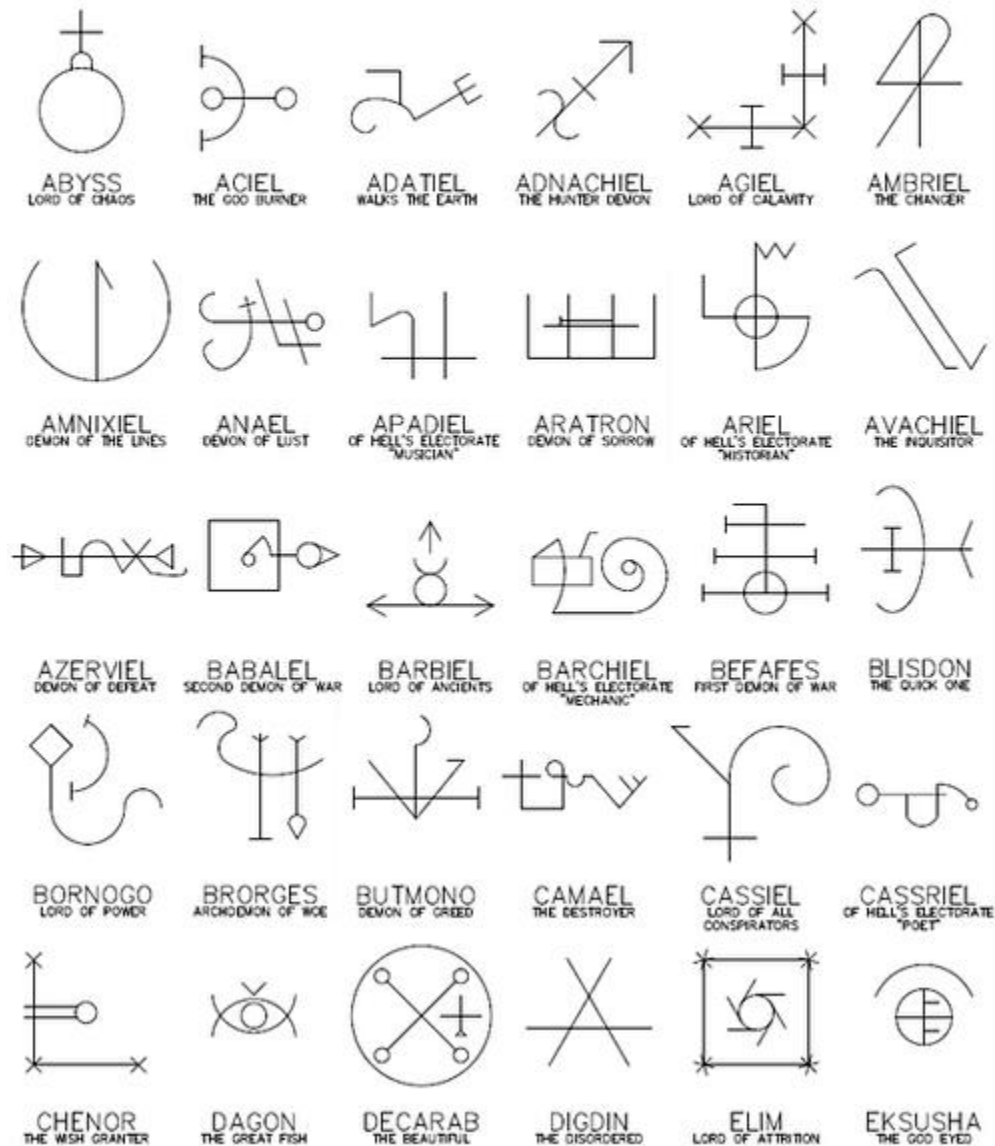 ABYSS
LORD OF CHAOS
ACIEL
THE GOD BURNER
ADATIEL
WALKS THE EARTH
ADNACHIEL
THE HUNTER DEMON
AGIEL
LORD OF CALAMITY
AMBRIEL
THE CHANGER
AMNIXIEL
DEMON OF THE LINES
ANAEL
DEMON OF LUST
APADIEL
OF HELL'S ELECTORATE
"MUSICIAN"
ARATRON
DEMON OF SORROW
ARIEL
OF HELL'S ELECTORATE
"HISTORIAN"
AVACHIEL
THE INQUISITOR
AZERVIEL
DEMON OF DEFEAT
BABALEL
SECOND DEMON OF WAR
BARBIEL
LORD OF ANCIENTS
BARCHIEL
OF HELL'S ELECTORATE
"MECHANIC"
BEFAFES
FIRST DEMON OF WAR
BLISDON
THE QUICK ONE
BORNOGO
LORD OF POWER
BRORGES
ARCHDEMON OF WOE
BUTMONO
DEMON OF GREED
CAMAEL
THE DESTROYER
CASSIEL
LORD OF ALL
CONSPIRATORS
CASSRIEL
OF HELL'S ELECTORATE
"POET"
CHENOR
THE WISH GRANTER
DAGON
THE GREAT FISH
DECARAB
THE BEAUTIFUL
DIGDIN
THE DISORDERED
ELIM
LORD OF ATTRITION
EKSUSHA
THE GOD EYED